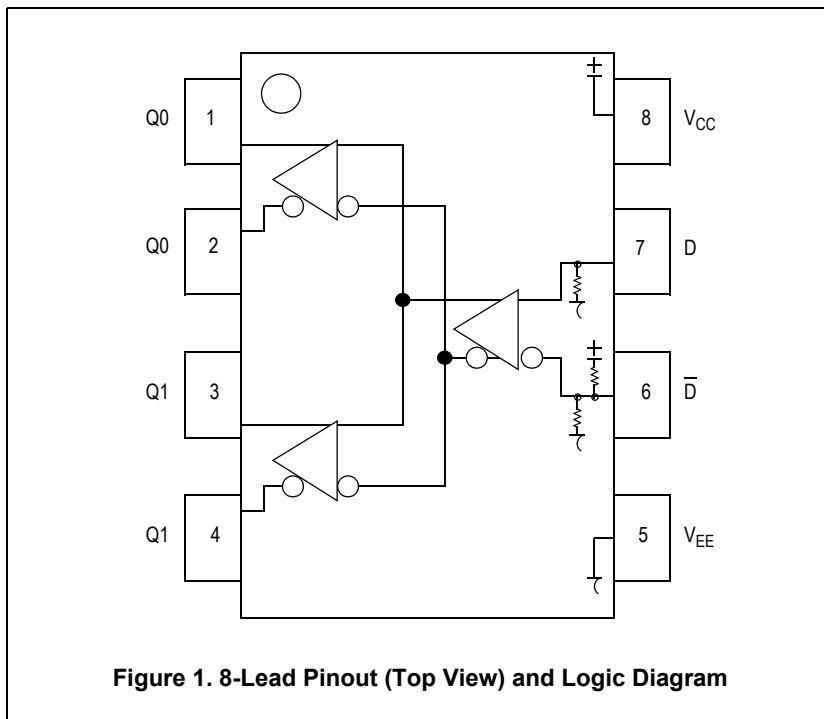 Q0 1 8 VCC
Q0 2 7 D
Q1 3 6 D̅
Q1 4 5 VEE
Figure 1. 8-Lead Pinout (Top View) and Logic Diagram